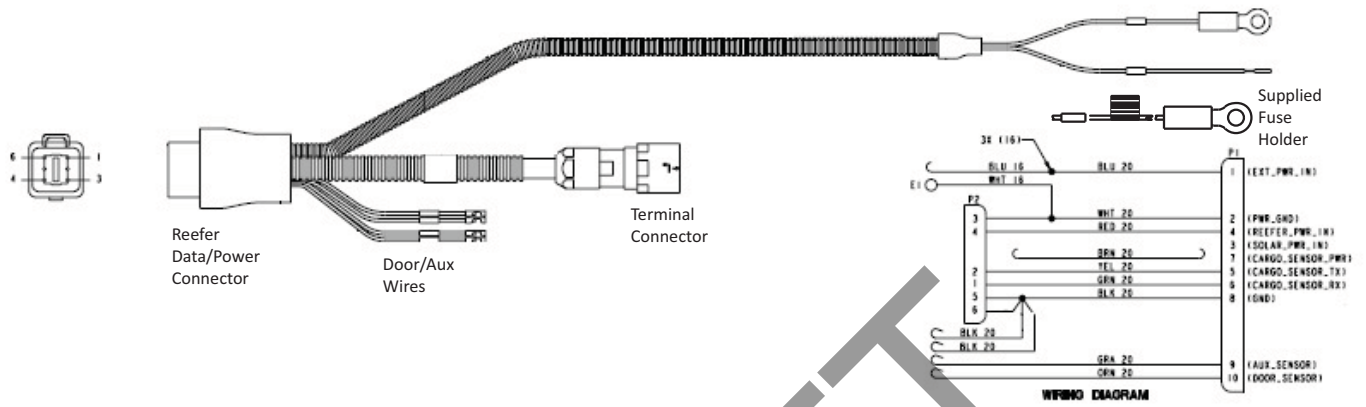 6 1
4 3
Reefer
Data/Power
Connector
Door/Aux
Wires
Terminal
Connector
Supplied
Fuse
Holder
3X (16)
P1
BLU 16 BLU 20 1 (EXT_PWR_IN)
E1 WHT 16
P2
3 WHT 20 2 (PWR_GND)
4 RED 20 4 (REEFER_PWR_IN)
3 (SOLAR_PWR_IN)
BRN 20 7 (CARGO_SENSOR_PWR)
2 YEL 20 5 (CARGO_SENSOR_TX)
1 GRN 20 6 (CARGO_SENSOR_RX)
5 BLK 20 8 (GND)
6
BLK 20
BLK 20
GRA 20 9 (AUX_SENSOR)
ORN 20 10 (DOOR_SENSOR)
WIRING DIAGRAM